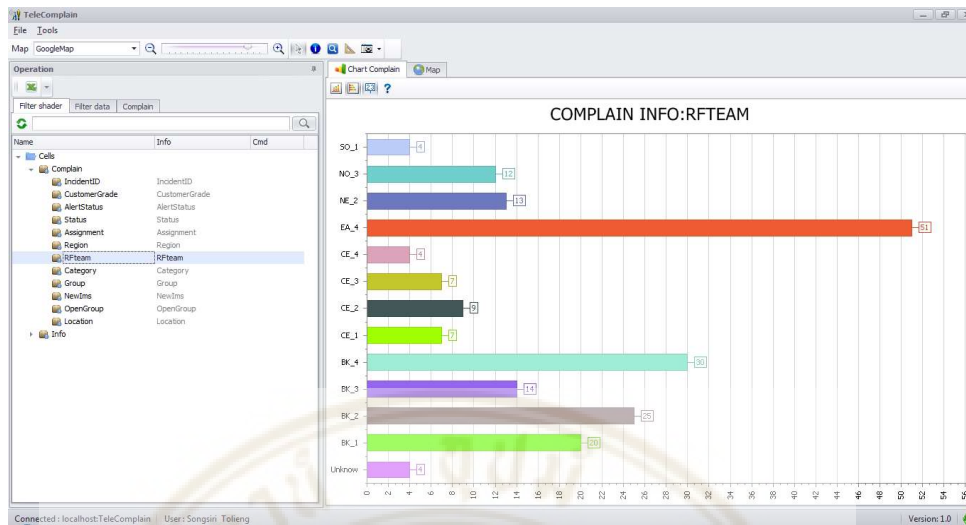 TeleComplain
File Tools
Map GoogleMap
Operation
Chart Complain Map
Filter shader Filter data Complain
Name Info Cmd
Cells
Complain
IncidentID IncidentID
CustomerGrade CustomerGrade
AlertStatus AlertStatus
Status Status
Assignment Assignment
Region Region
RFteam RFteam
Category Category
Group Group
NewIms NewIms
OpenGroup OpenGroup
Location Location
Info
COMPLAIN INFO:RFTEAM
SO_1 4
NO_3 12
NE_2 13
EA_4 51
CE_4 4
CE_3 7
CE_2 9
CE_1 7
BK_4 30
BK_3 14
BK_2 25
BK_1 20
Unknow 4
0 2 4 6 8 10 12 14 16 18 20 22 24 26 28 30 32 34 36 38 40 42 44 46 48 50 52 54 56
Connected : localhost:TeleComplain User : Songsiri Tolieng Version: 1.0